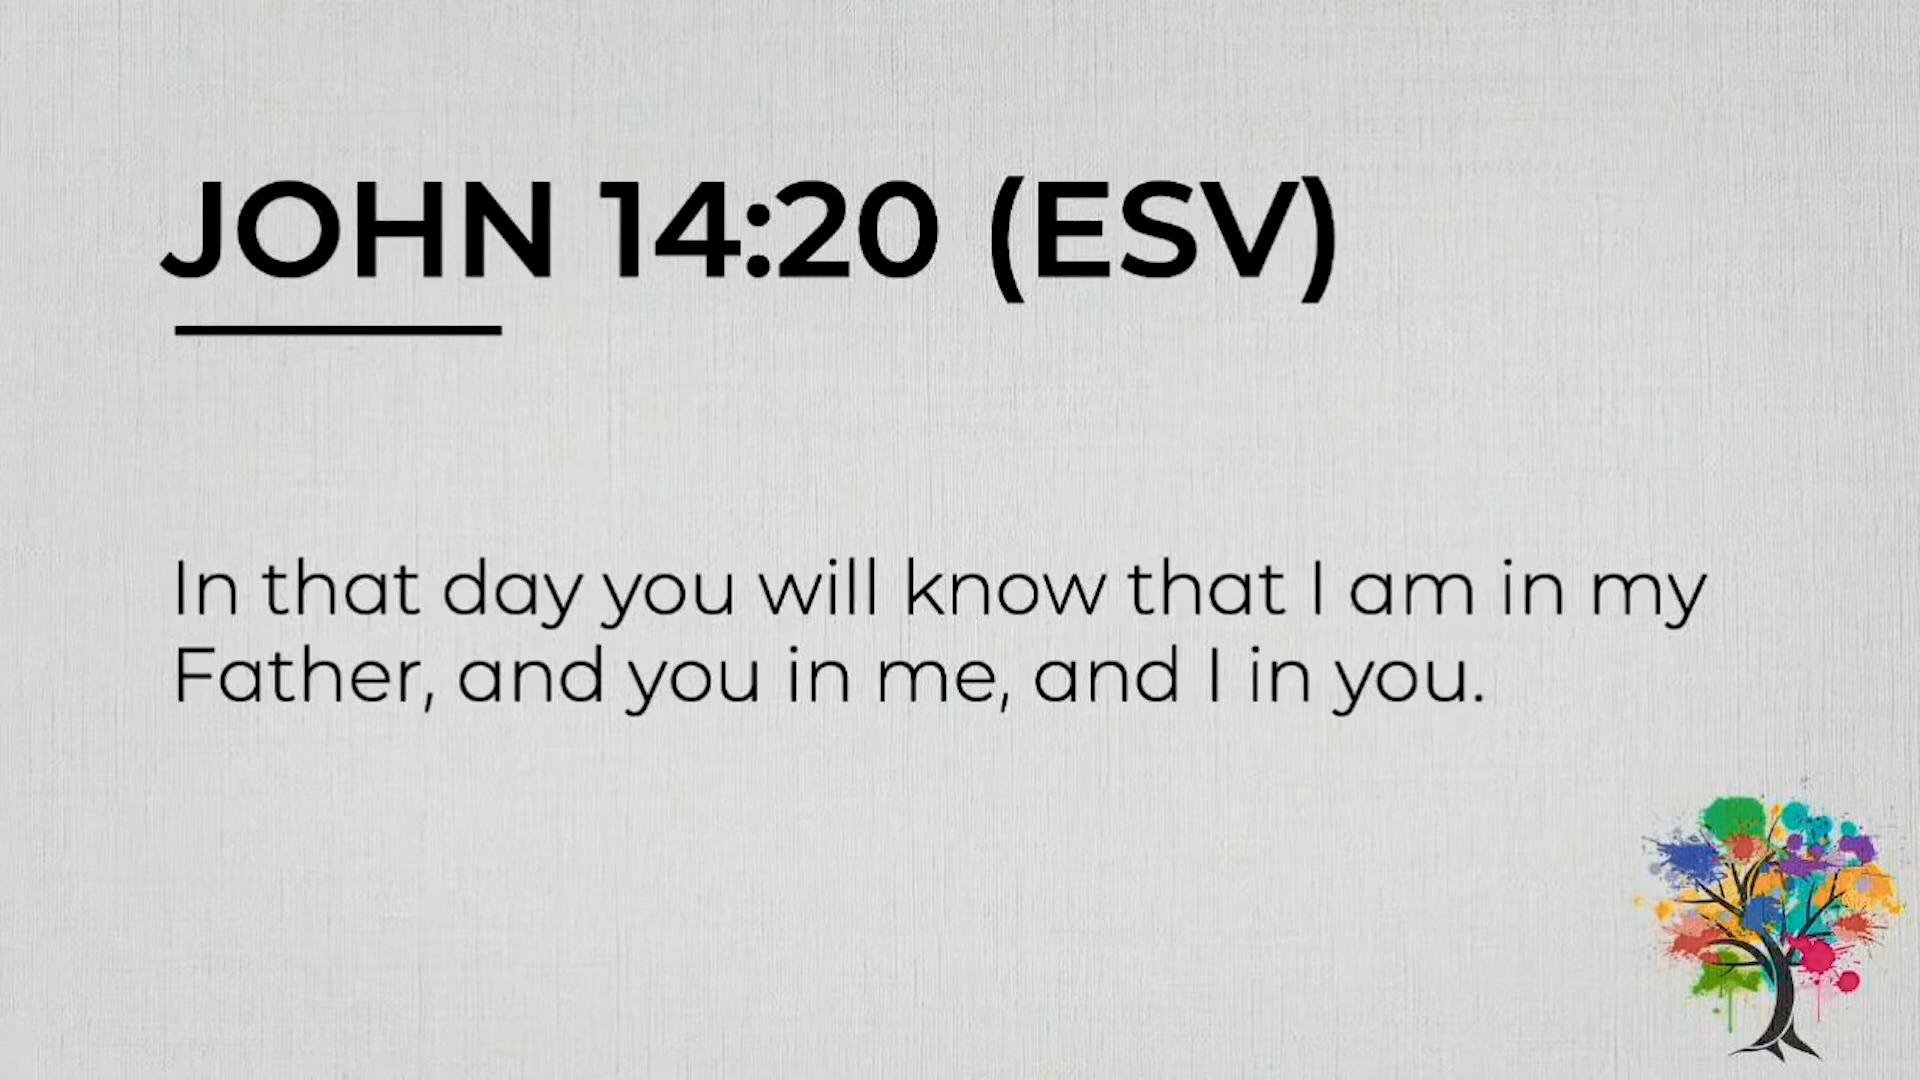 JOHN 14:20 (ESV)
In that day you will know that I am in my
Father, and you in me, and I in you.